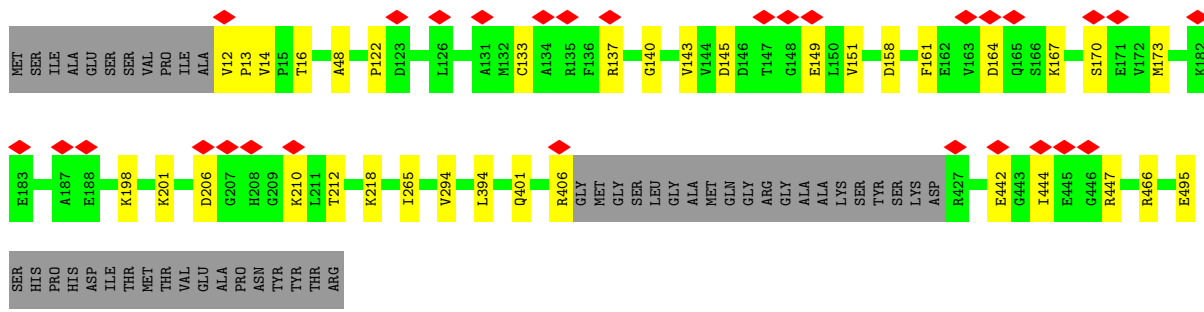 MET SER ILE ALA GLU SER SER VAL PRO ILE ALA V12 P13 V14 P15 T16 A48 P122 D123 L126 A131 M132 C133 A134 R135 F136 R137 G140 V143 V144 D145 D146 T147 G148 E149 L150 V151 D158 F161 E162 V163 D164 Q165 S166 K167 S170 E171 V172 M173 K182
E183 A187 E188 K198 K201 D206 G207 H208 G209 K210 L211 T212 K218 I265 V294 L394 Q401 R406 GLY MET GLY SER LEU GLY ALA MET GLN GLY ARG GLY ALA ALA LYS SER TYR SER LYS ASP R427 E442 G443 I444 E445 G446 R447 R466 E495
SER HIS PRO HIS ASP ILE THR MET THR VAL GLU ALA PRO ASN TYR TYR THR ARG